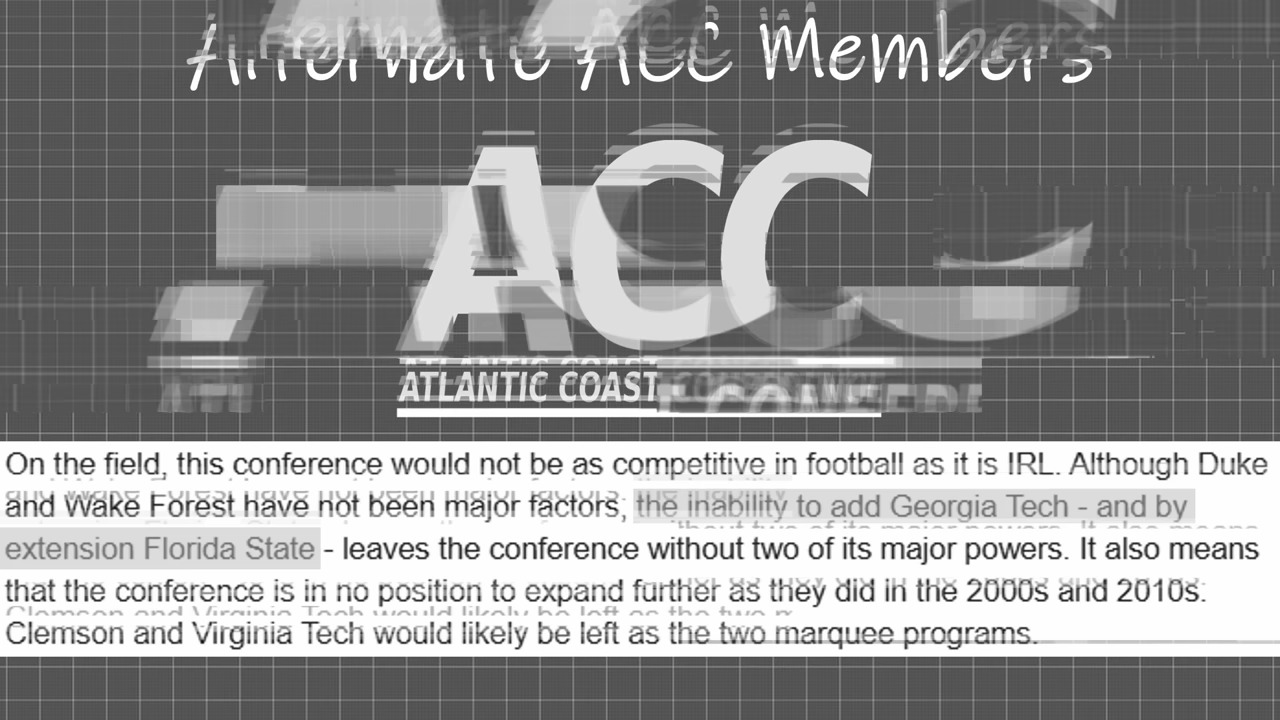 Alternate ACC Members
ACC
ATLANTIC COAST CONFERE
On the field, this conference would not be as competitive in football as it is IRL. Although Duke
and Wake Forest have not been major factors, the inability to add Georgia Tech - and by
extension Florida State - leaves the conference without two of its major powers. It also means
that the conference is in no position to expand further as they did in the 2000s and 2010s.
Clemson and Virginia Tech would likely be left as the two marquee programs.